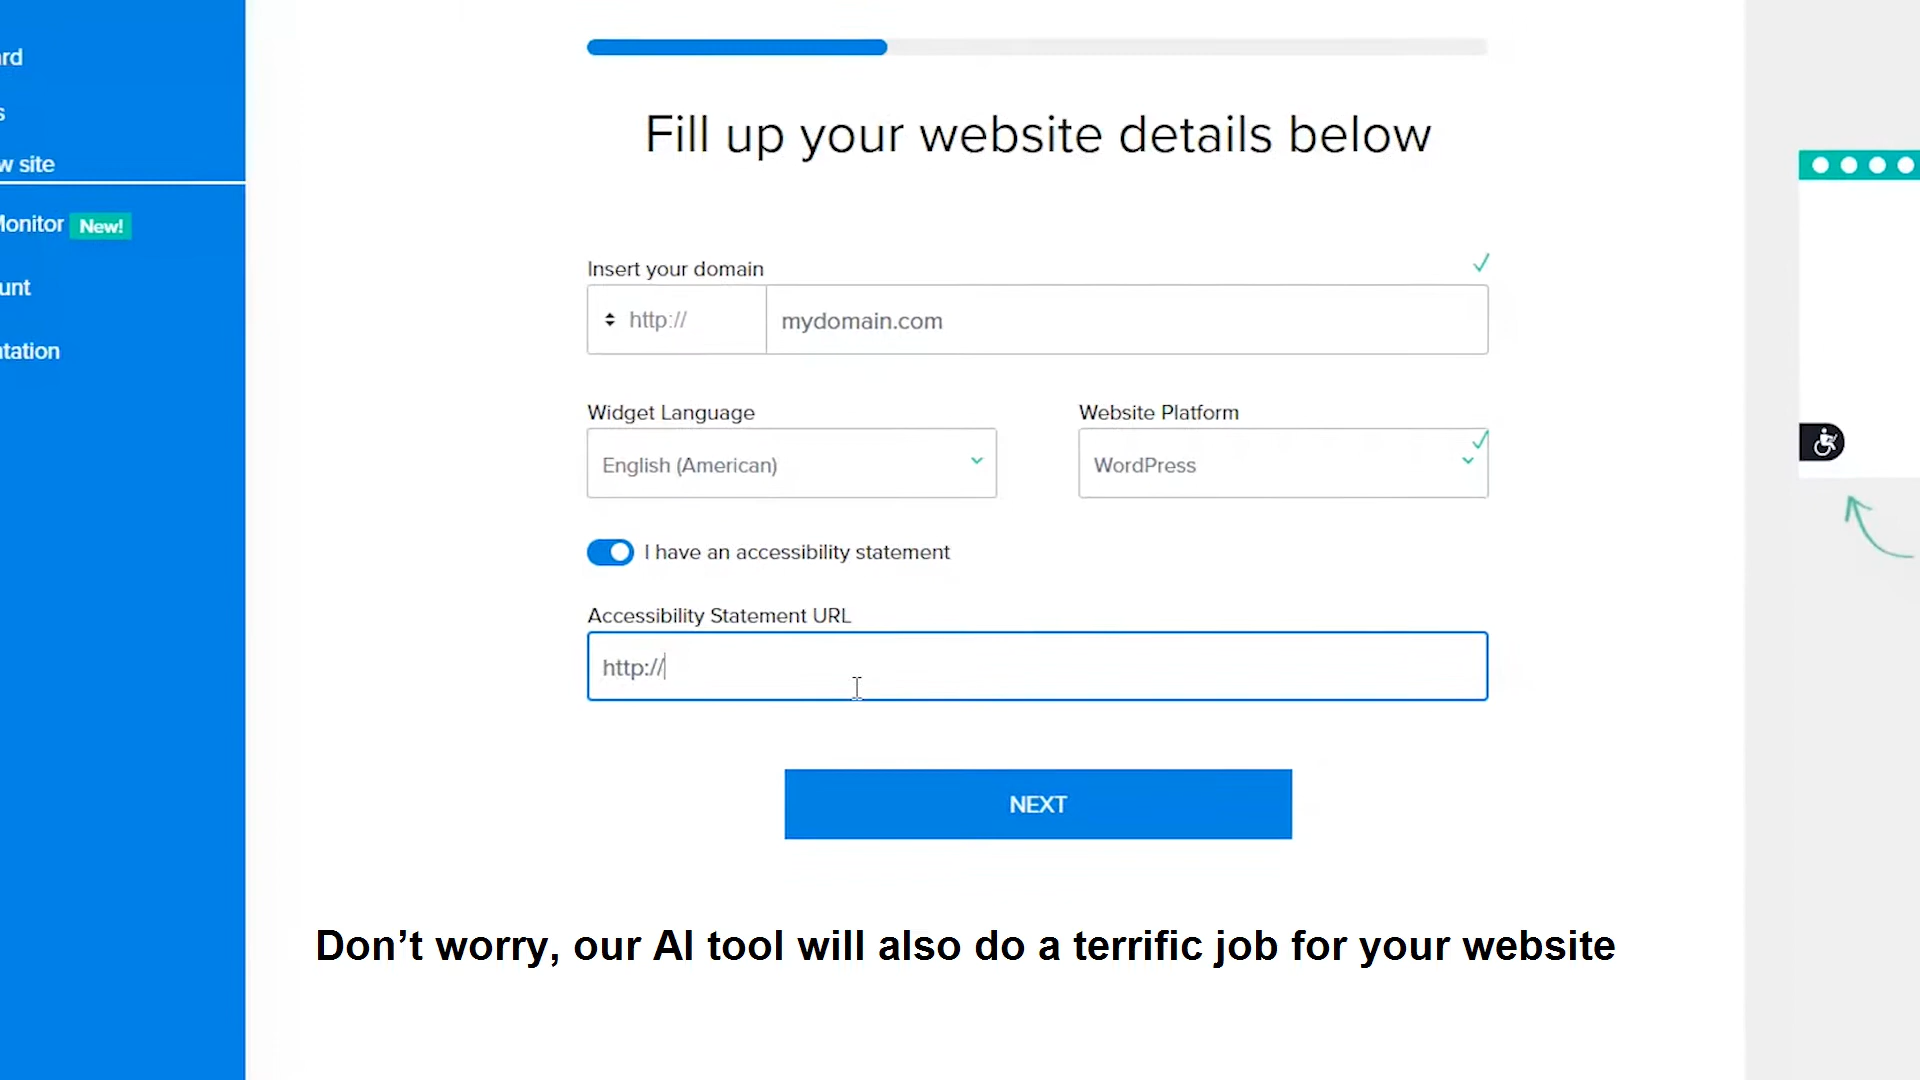 rd
s
w site
Monitor New!
unt
tation
Fill up your website details below
Insert your domain
http://
mydomain.com
Widget Language
Website Platform
English (American)
WordPress
I have an accessibility statement
Accessibility Statement URL
http://
NEXT
Don’t worry, our AI tool will also do a terrific job for your website